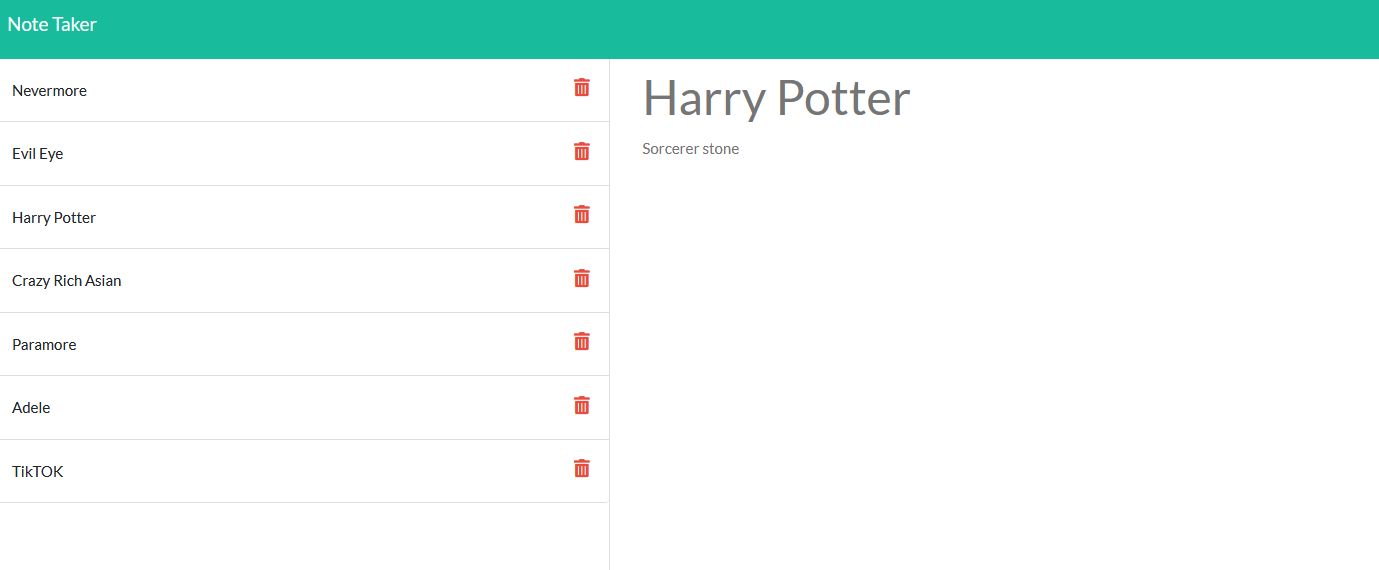 Note Taker
Nevermore
Evil Eye
Harry Potter
Crazy Rich Asian
Paramore
Adele
TikTOK
Harry Potter
Sorcerer stone